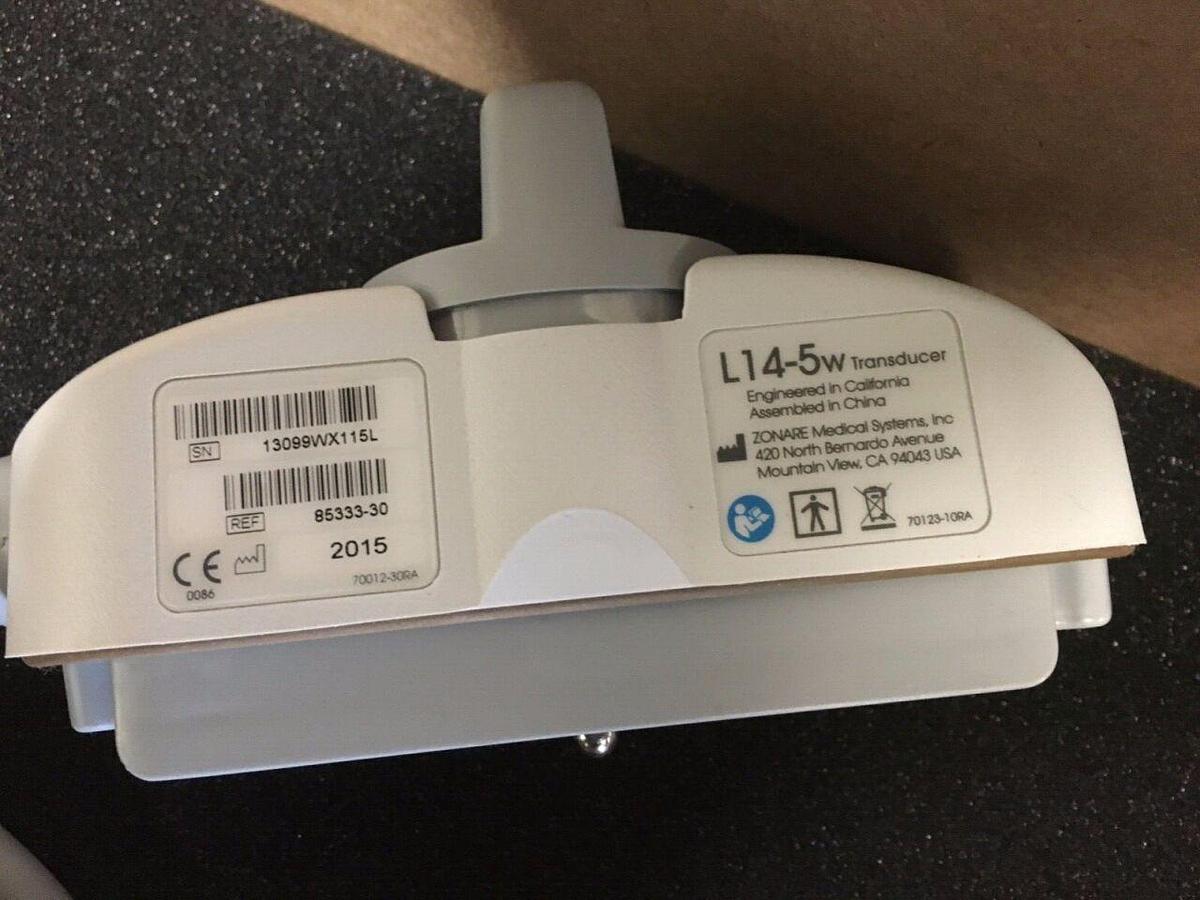 13099WX115L
SN
85333-30
REF
2015
CE
0086
70012-30RA
L14-5w Transducer
Engineered in California
Assembled in China
ZONARE Medical Systems, Inc
420 North Bernardo Avenue
Mountain View, CA 94043 USA
70123-10RA